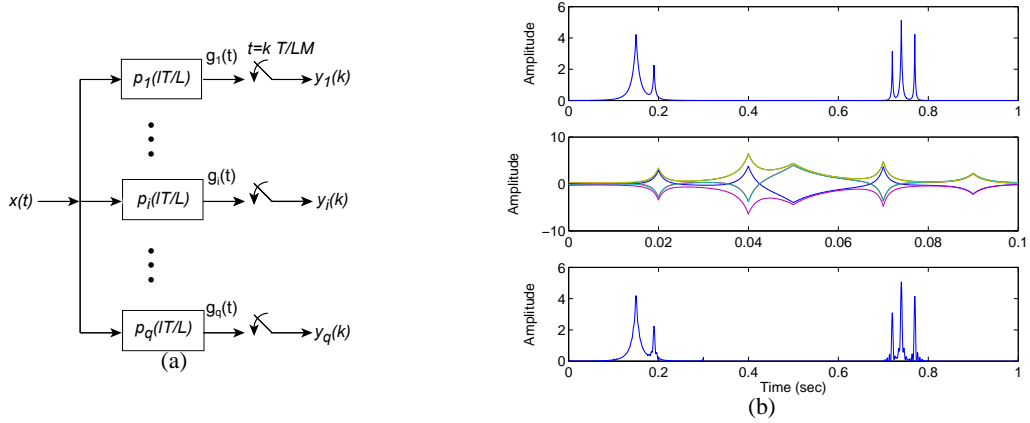 g1(t)
t=k T/LM
p1(lT/L)
y1(k)
gi(t)
x(t)
pi(lT/L)
yi(k)
gq(t)
pq(lT/L)
yq(k)
(a)
6
4
2
0
Amplitude
0 0.2 0.4 0.6 0.8 1
10
0
−10
Amplitude
0 0.02 0.04 0.06 0.08 0.1
6
4
2
0
Amplitude
0 0.2 0.4 0.6 0.8 1
Time (sec)
(b)